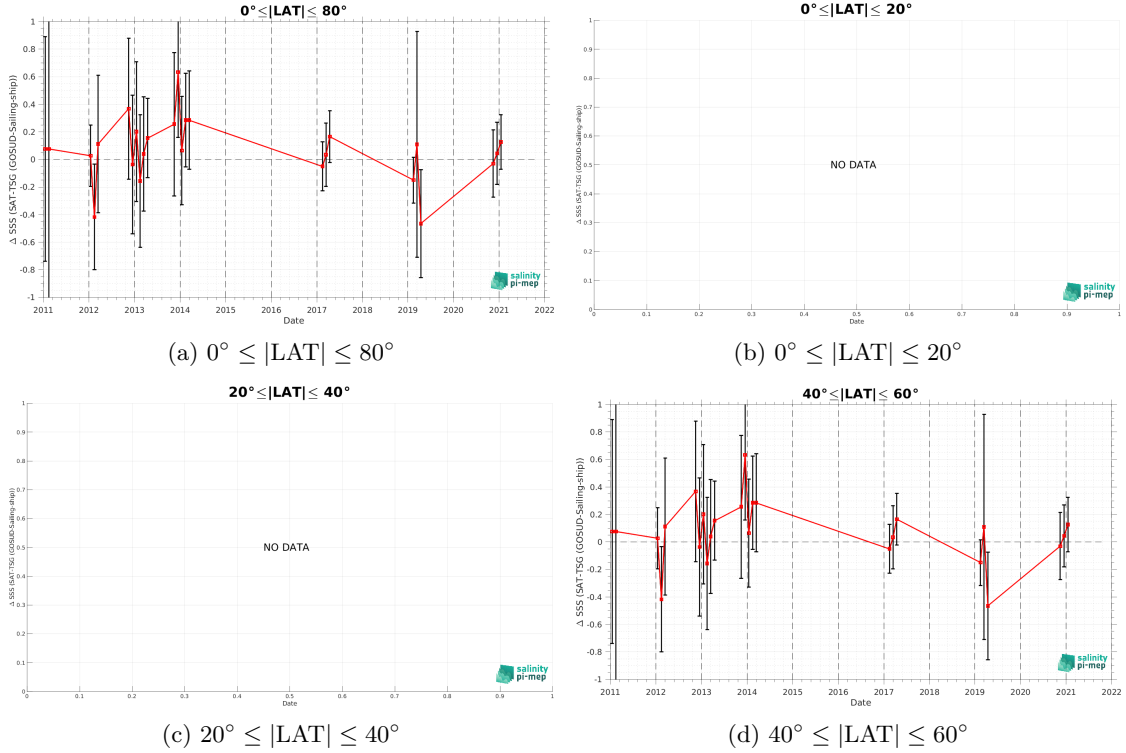 0°≤|LAT|≤ 80°
Δ SSS (SAT-TSG (GOSUD-Sailing-ship))
1
0.8
0.6
0.4
0.2
0
-0.2
-0.4
-0.6
-0.8
-1
2011 2012 2013 2014 2015 2016 2017 2018 2019 2020 2021 2022
Date
salinity
pi-mep
(a) 0° ≤ |LAT| ≤ 80°
0°≤|LAT|≤ 20°
Δ SSS (SAT-TSG (GOSUD-Sailing-ship))
1
0.9
0.8
0.7
0.6
0.5
0.4
0.3
0.2
0.1
0
NO DATA
0 0.1 0.2 0.3 0.4 0.5 0.6 0.7 0.8 0.9 1
Date
salinity
pi-mep
(b) 0° ≤ |LAT| ≤ 20°
20°≤|LAT|≤ 40°
Δ SSS (SAT-TSG (GOSUD-Sailing-ship))
1
0.9
0.8
0.7
0.6
0.5
0.4
0.3
0.2
0.1
0
NO DATA
0 0.1 0.2 0.3 0.4 0.5 0.6 0.7 0.8 0.9 1
Date
salinity
pi-mep
(c) 20° ≤ |LAT| ≤ 40°
40°≤|LAT|≤ 60°
Δ SSS (SAT-TSG (GOSUD-Sailing-ship))
1
0.8
0.6
0.4
0.2
0
-0.2
-0.4
-0.6
-0.8
-1
2011 2012 2013 2014 2015 2016 2017 2018 2019 2020 2021 2022
Date
salinity
pi-mep
(d) 40° ≤ |LAT| ≤ 60°